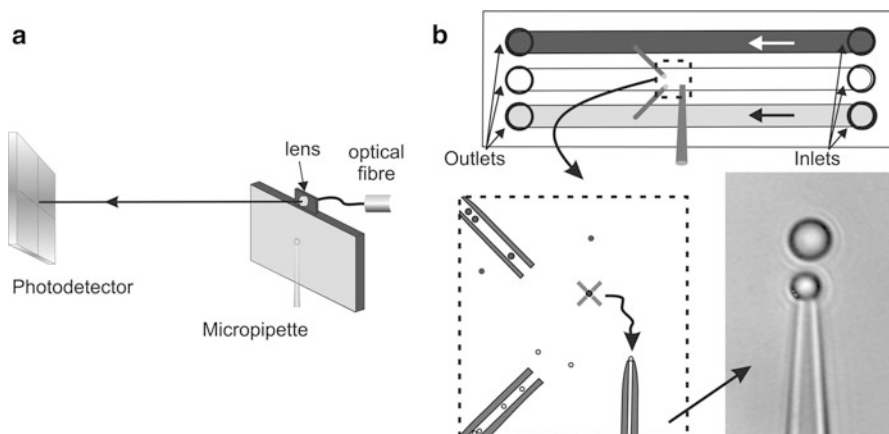 a
lens
optical
fibre
Photodetector
Micropipette
b
Outlets
Inlets